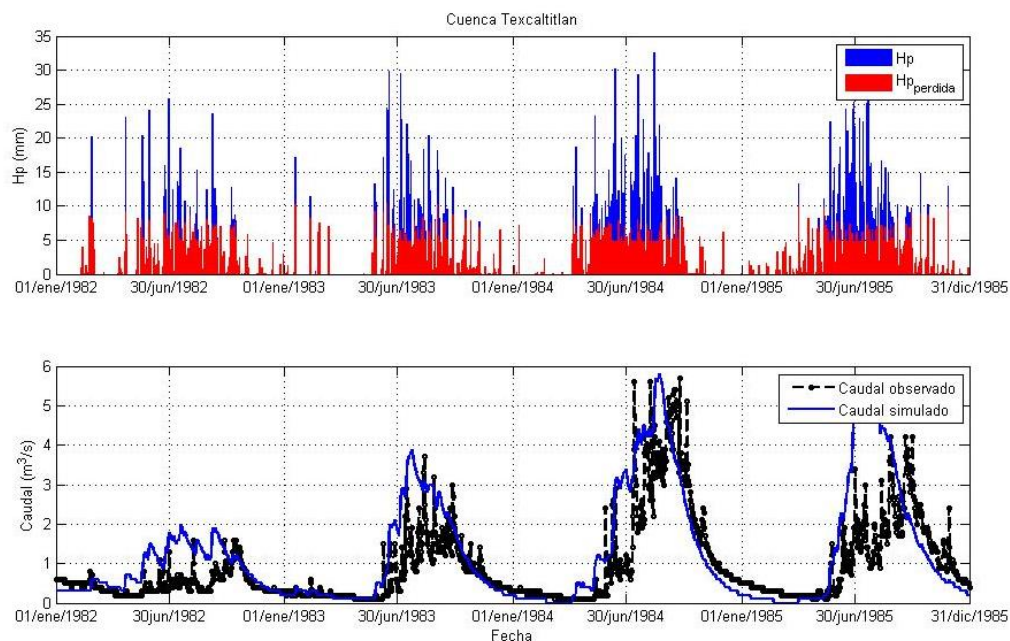 Cuenca Texcaltitlan
Hp (mm)
35
30
25
20
15
10
5
0
Hp
Hp_perdida
01/ene/1982 30/jun/1982 01/ene/1983 30/jun/1983 01/ene/1984 30/jun/1984 01/ene/1985 30/jun/1985 31/dic/1985
Caudal (m³/s)
6
5
4
3
2
1
0
Caudal observado
Caudal simulado
01/ene/1982 30/jun/1982 01/ene/1983 30/jun/1983 01/ene/1984 30/jun/1984 01/ene/1985 30/jun/1985 31/dic/1985
Fecha